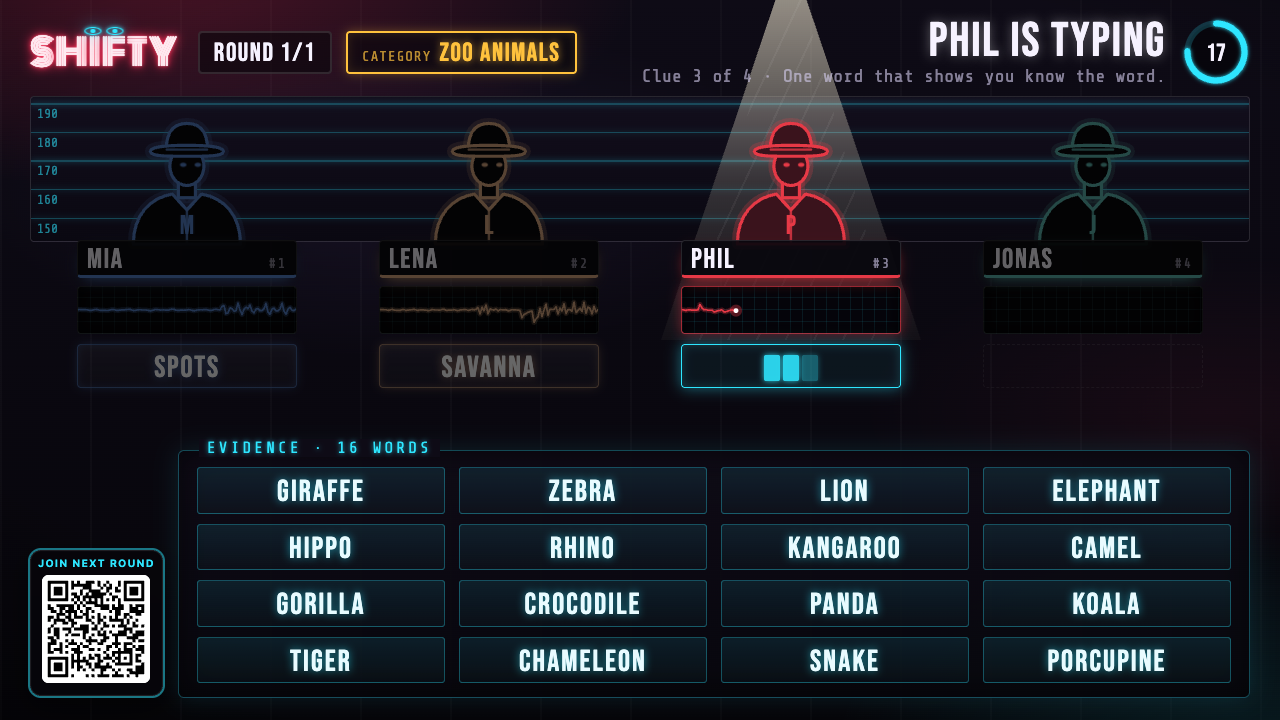 SHIFTY
ROUND 1/1
CATEGORY ZOO ANIMALS
PHIL IS TYPING
Clue 3 of 4 · One word that shows you know the word.
17
190
180
170
160
150
M
L
P
J
MIA #1
LENA #2
PHIL #3
JONAS #4
SPOTS
SAVANNA
EVIDENCE · 16 WORDS
GIRAFFE ZEBRA LION ELEPHANT
HIPPO RHINO KANGAROO CAMEL
GORILLA CROCODILE PANDA KOALA
TIGER CHAMELEON SNAKE PORCUPINE
JOIN NEXT ROUND